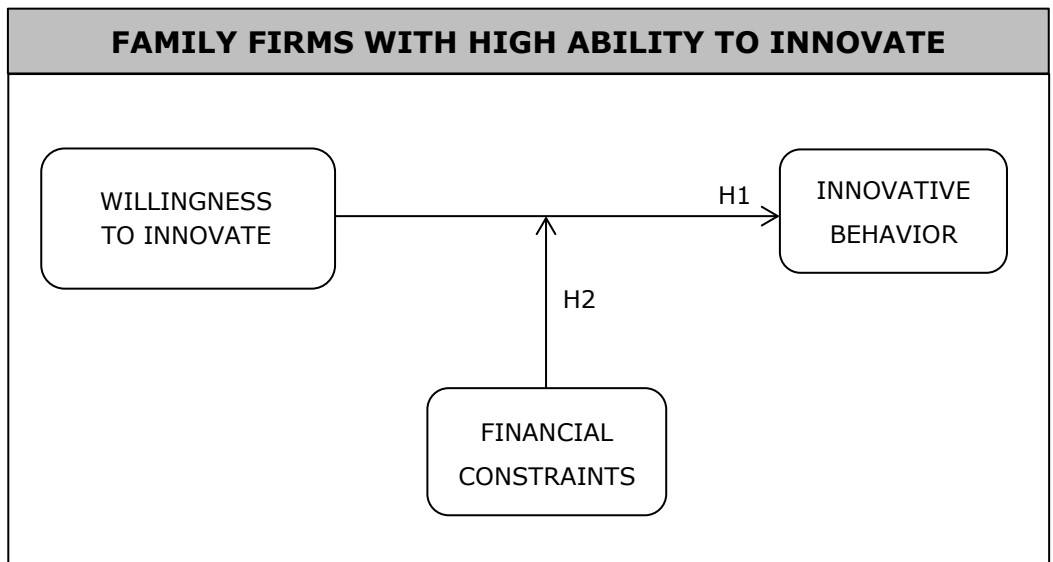 FAMILY FIRMS WITH HIGH ABILITY TO INNOVATE
WILLINGNESS
TO INNOVATE
H1
INNOVATIVE
BEHAVIOR
H2
FINANCIAL
CONSTRAINTS